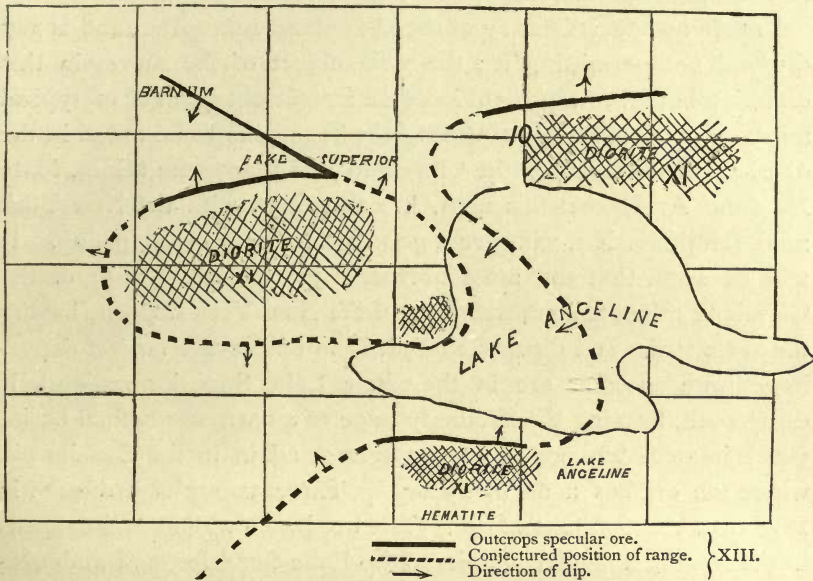 BARNUM
10
DIORITE
XI
LAKE SUPERIOR
DIORITE
XI
LAKE ANGELINE
DIORITE
XI
LAKE
ANGELINE
HEMATITE
Outcrops specular ore.
Conjectured position of range.
Direction of dip.
XIII.